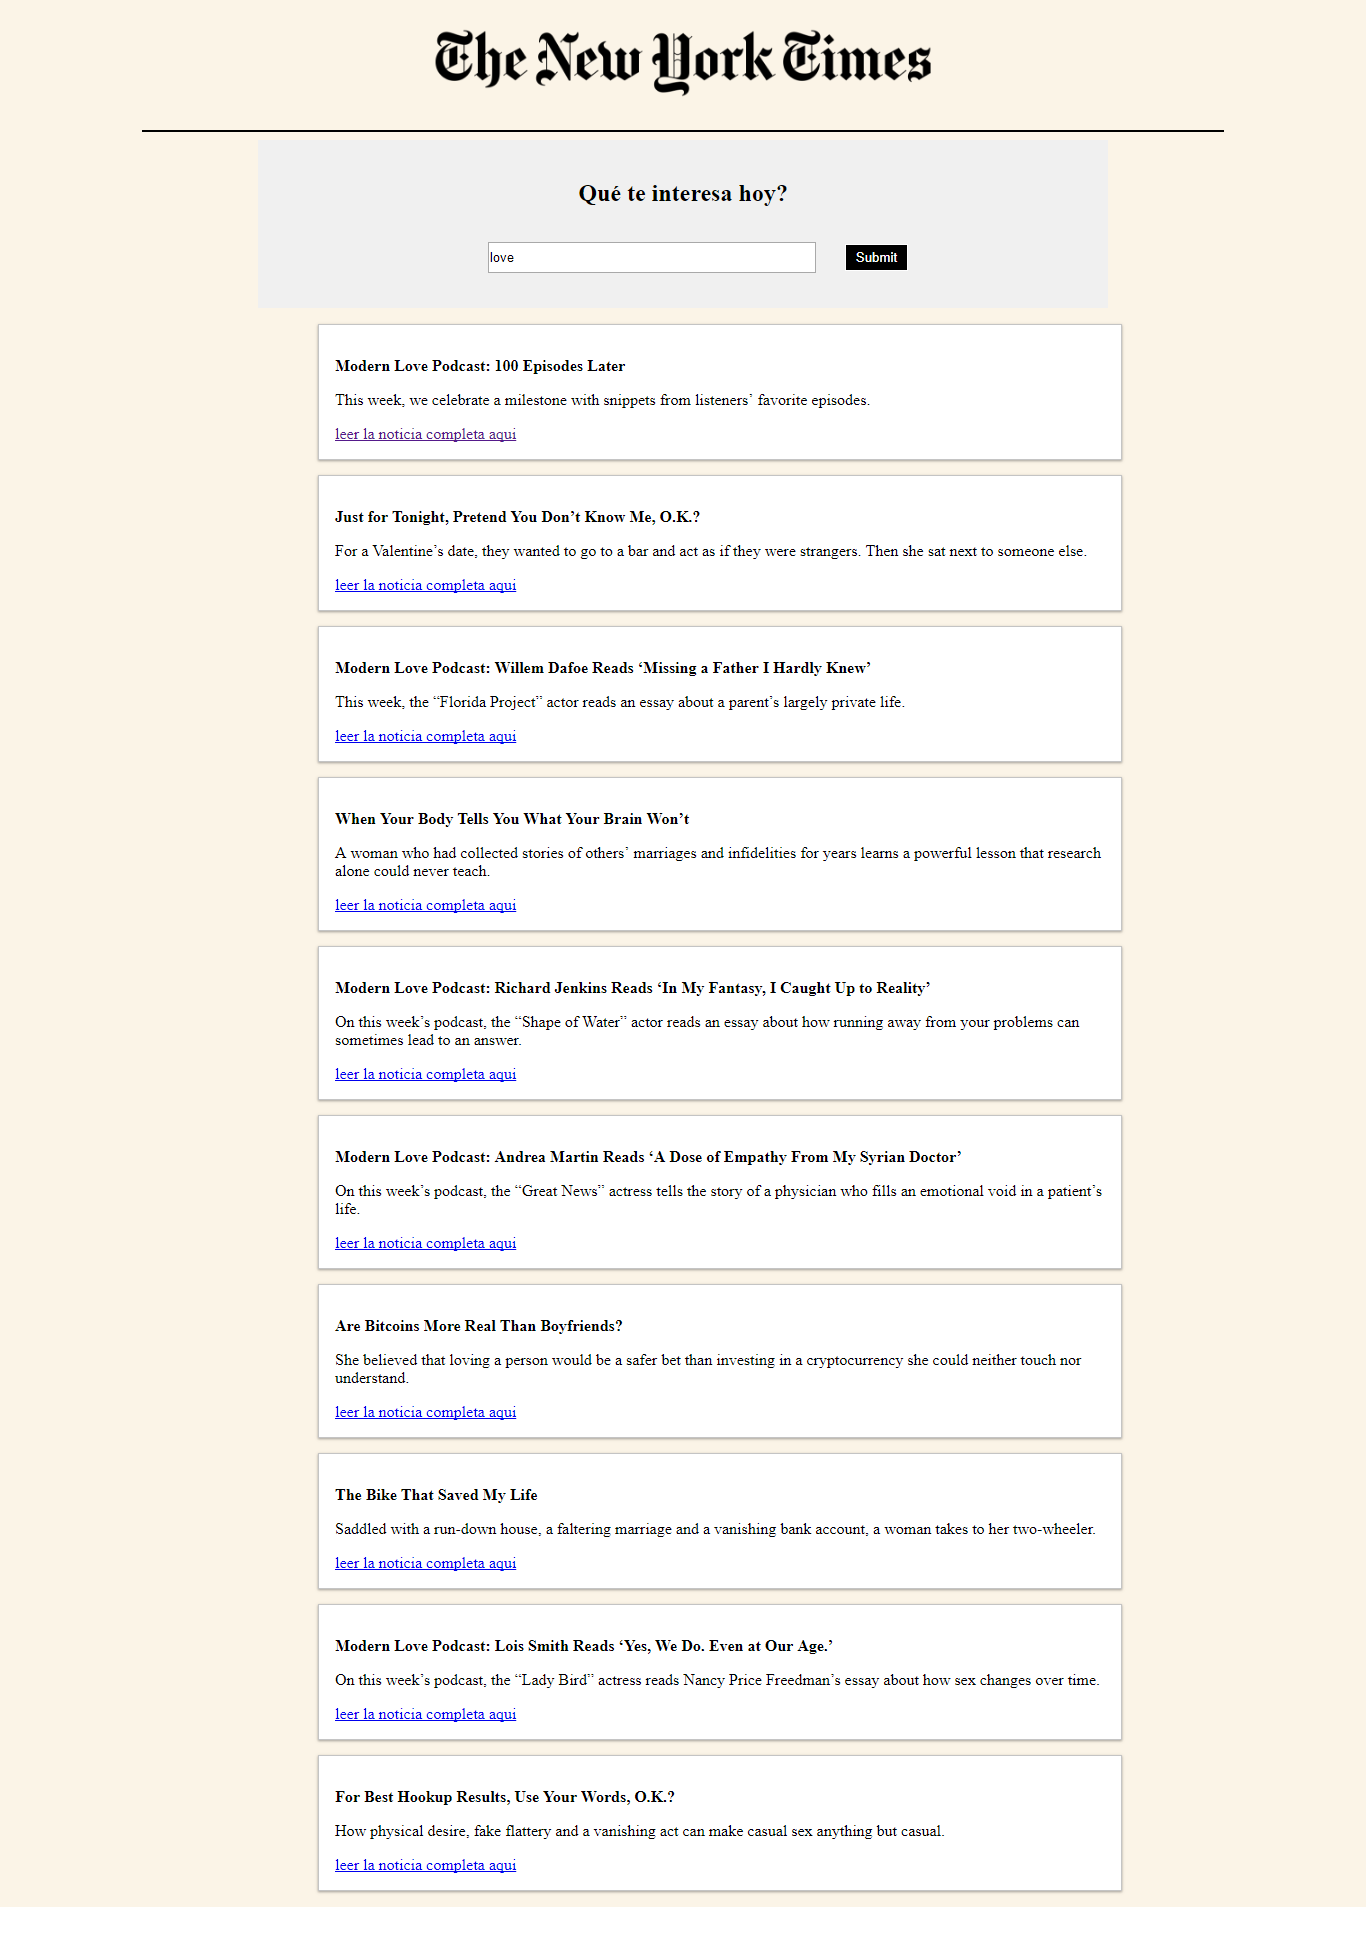 The New York Times
Qué te interesa hoy?
love
Submit
Modern Love Podcast: 100 Episodes Later
This week, we celebrate a milestone with snippets from listeners’ favorite episodes.
leer la noticia completa aqui
Just for Tonight, Pretend You Don’t Know Me, O.K.?
For a Valentine’s date, they wanted to go to a bar and act as if they were strangers. Then she sat next to someone else.
leer la noticia completa aqui
Modern Love Podcast: Willem Dafoe Reads ‘Missing a Father I Hardly Knew’
This week, the “Florida Project” actor reads an essay about a parent’s largely private life.
leer la noticia completa aqui
When Your Body Tells You What Your Brain Won’t
A woman who had collected stories of others’ marriages and infidelities for years learns a powerful lesson that research
alone could never teach.
leer la noticia completa aqui
Modern Love Podcast: Richard Jenkins Reads ‘In My Fantasy, I Caught Up to Reality’
On this week’s podcast, the “Shape of Water” actor reads an essay about how running away from your problems can
sometimes lead to an answer.
leer la noticia completa aqui
Modern Love Podcast: Andrea Martin Reads ‘A Dose of Empathy From My Syrian Doctor’
On this week’s podcast, the “Great News” actress tells the story of a physician who fills an emotional void in a patient’s
life.
leer la noticia completa aqui
Are Bitcoins More Real Than Boyfriends?
She believed that loving a person would be a safer bet than investing in a cryptocurrency she could neither touch nor
understand.
leer la noticia completa aqui
The Bike That Saved My Life
Saddled with a run-down house, a faltering marriage and a vanishing bank account, a woman takes to her two-wheeler.
leer la noticia completa aqui
Modern Love Podcast: Lois Smith Reads ‘Yes, We Do. Even at Our Age.’
On this week’s podcast, the “Lady Bird” actress reads Nancy Price Freedman’s essay about how sex changes over time.
leer la noticia completa aqui
For Best Hookup Results, Use Your Words, O.K.?
How physical desire, fake flattery and a vanishing act can make casual sex anything but casual.
leer la noticia completa aqui